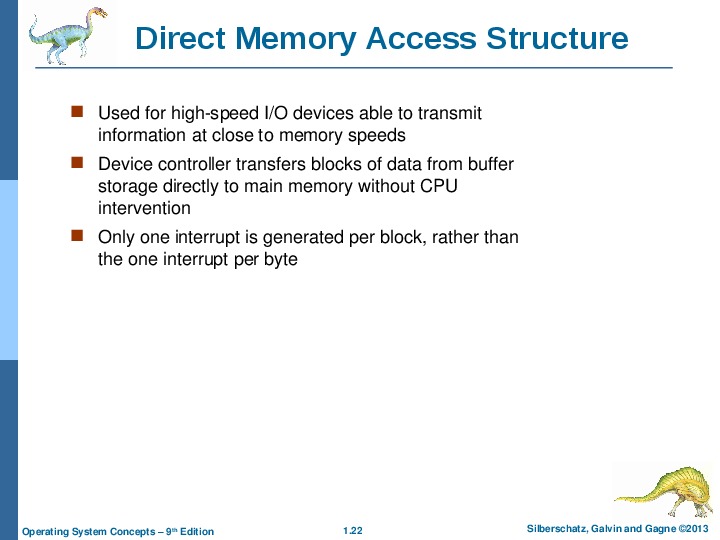 Direct Memory Access Structure
Used for high-speed I/O devices able to transmit
information at close to memory speeds
Device controller transfers blocks of data from buffer
storage directly to main memory without CPU
intervention
Only one interrupt is generated per block, rather than
the one interrupt per byte
Operating System Concepts – 9th Edition
1.22
Silberschatz, Galvin and Gagne ©2013